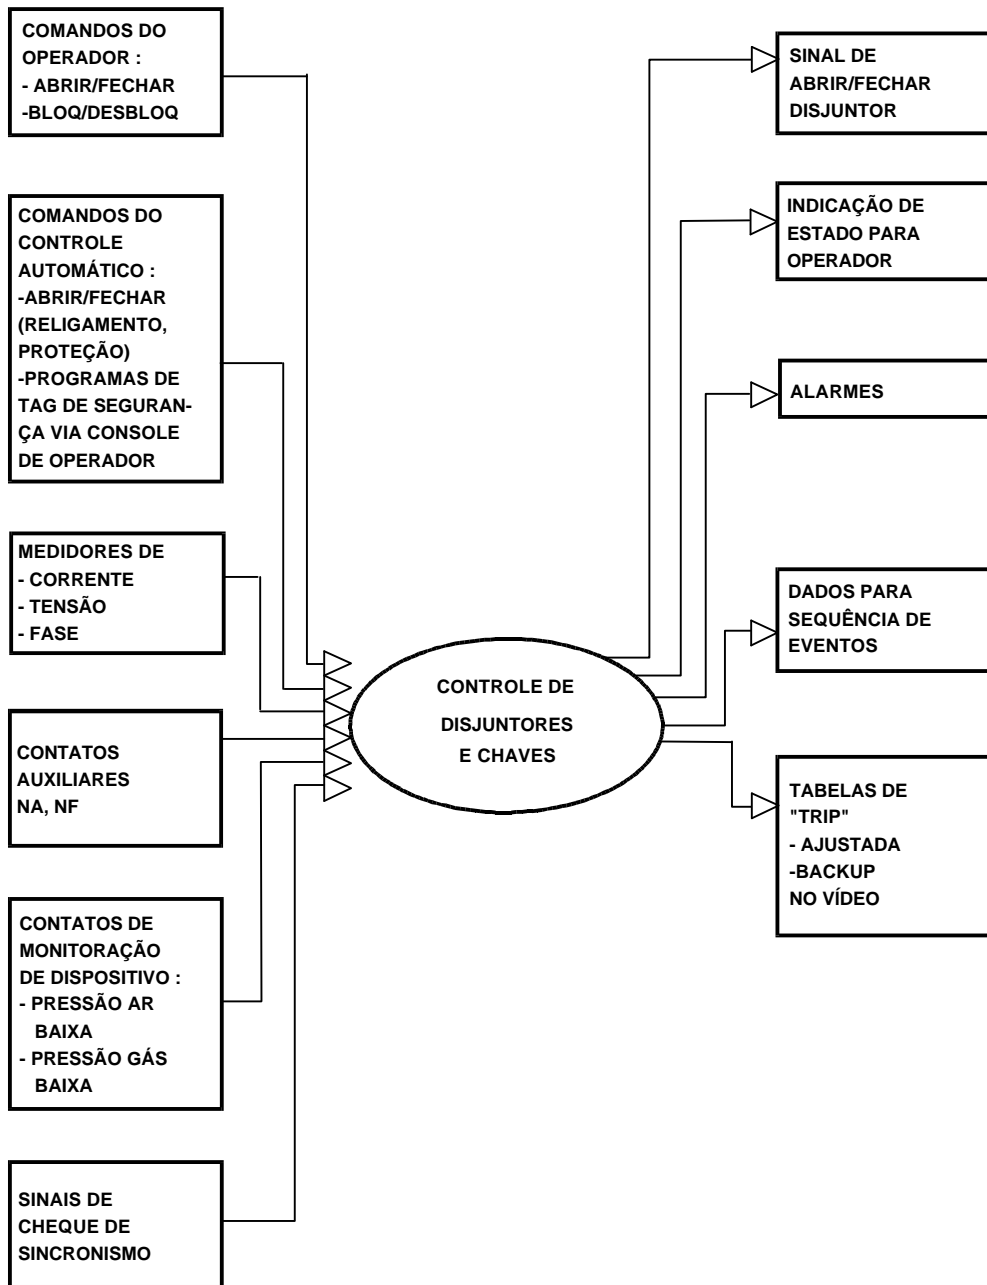 COMANDOS DO
OPERADOR :
- ABRIR/FECHAR
-BLOQ/DESBLOQ
COMANDOS DO
CONTROLE
AUTOMÁTICO :
-ABRIR/FECHAR
(RELIGAMENTO,
PROTEÇÃO)
-PROGRAMAS DE
TAG DE SEGURAN-
ÇA VIA CONSOLE
DE OPERADOR
MEDIDORES DE
- CORRENTE
- TENSÃO
- FASE
CONTATOS
AUXILIARES
NA, NF
CONTATOS DE
MONITORAÇÃO
DE DISPOSITIVO :
- PRESSÃO AR
BAIXA
- PRESSÃO GÁS
BAIXA
SINAIS DE
CHEQUE DE
SINCRONISMO
CONTROLE DE
DISJUNTORES
E CHAVES
SINAL DE
ABRIR/FECHAR
DISJUNTOR
INDICAÇÃO DE
ESTADO PARA
OPERADOR
ALARMES
DADOS PARA
SEQUÊNCIA DE
EVENTOS
TABELAS DE
"TRIP"
- AJUSTADA
-BACKUP
NO VÍDEO